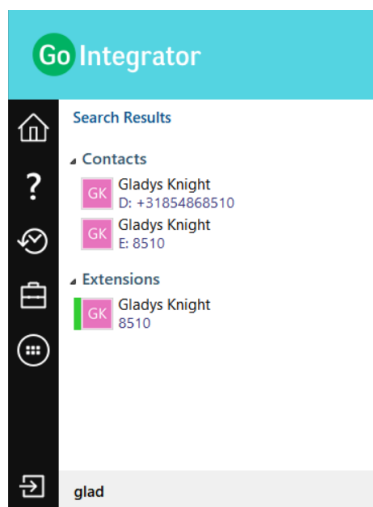 Go Integrator
Search Results
Contacts
GK
Gladys Knight
D: +31854868510
GK
Gladys Knight
E: 8510
Extensions
GK
Gladys Knight
8510
?
glad